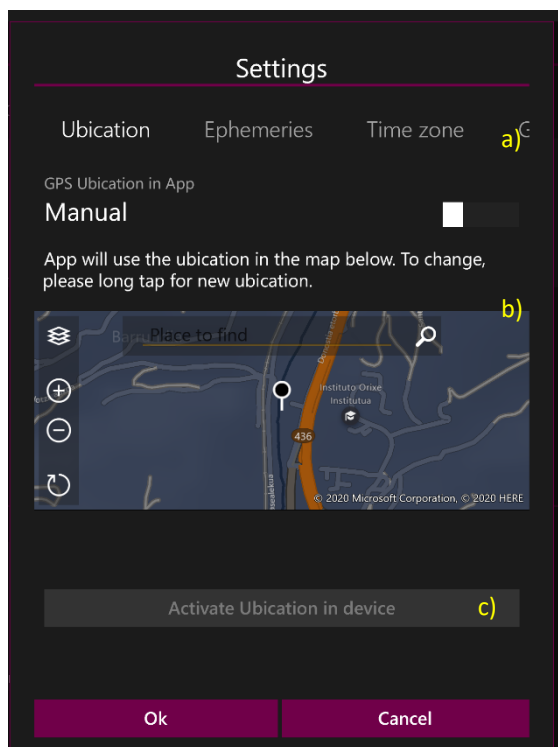 Settings
Ubication Ephemeries Time zone G
a)
GPS Ubication in App
Manual
App will use the ubication in the map below. To change,
please long tap for new ubication.
b)
Place to find
Instituto Orixe
Institutua
436
© 2020 Microsoft Corporation, © 2020 HERE
Activate Ubication in device c)
Ok Cancel